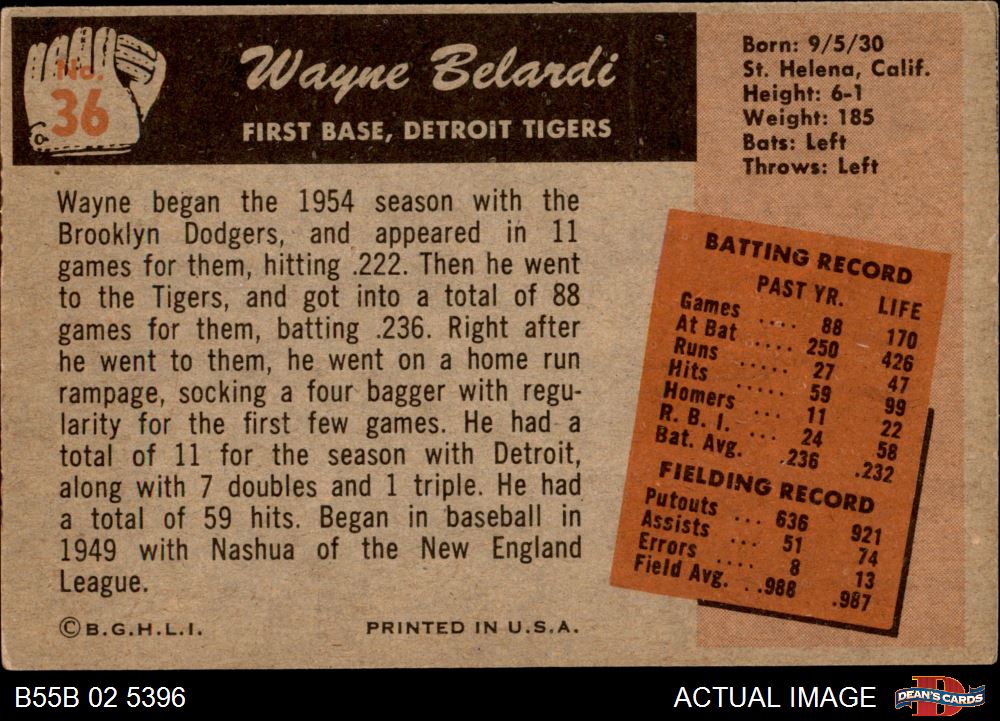 No.
36
Wayne Belardi
FIRST BASE, DETROIT TIGERS
Born: 9/5/30
St. Helena, Calif.
Height: 6-1
Weight: 185
Bats: Left
Throws: Left
Wayne began the 1954 season with the
Brooklyn Dodgers, and appeared in 11
games for them, hitting .222. Then he went
to the Tigers, and got into a total of 88
games for them, batting .236. Right after
he went to them, he went on a home run
rampage, socking a four bagger with regu-
larity for the first few games. He had a
total of 11 for the season with Detroit,
along with 7 doubles and 1 triple. He had
a total of 59 hits. Began in baseball in
1949 with Nashua of the New England
League.
©B.G.H.L.I. PRINTED IN U.S.A.
BATTING RECORD
PAST YR. LIFE
Games .... 88 170
At Bat .... 250 426
Runs ..... 27 47
Hits ..... 59 99
Homers ... 11 22
R. B. I. ... 24 58
Bat. Avg. .236 .232
FIELDING RECORD
Putouts ... 636 921
Assists ... 51 74
Errors .... 8 13
Field Avg. ..988 .987
B55B 02 5396 ACTUAL IMAGE D DEAN'S CARDS